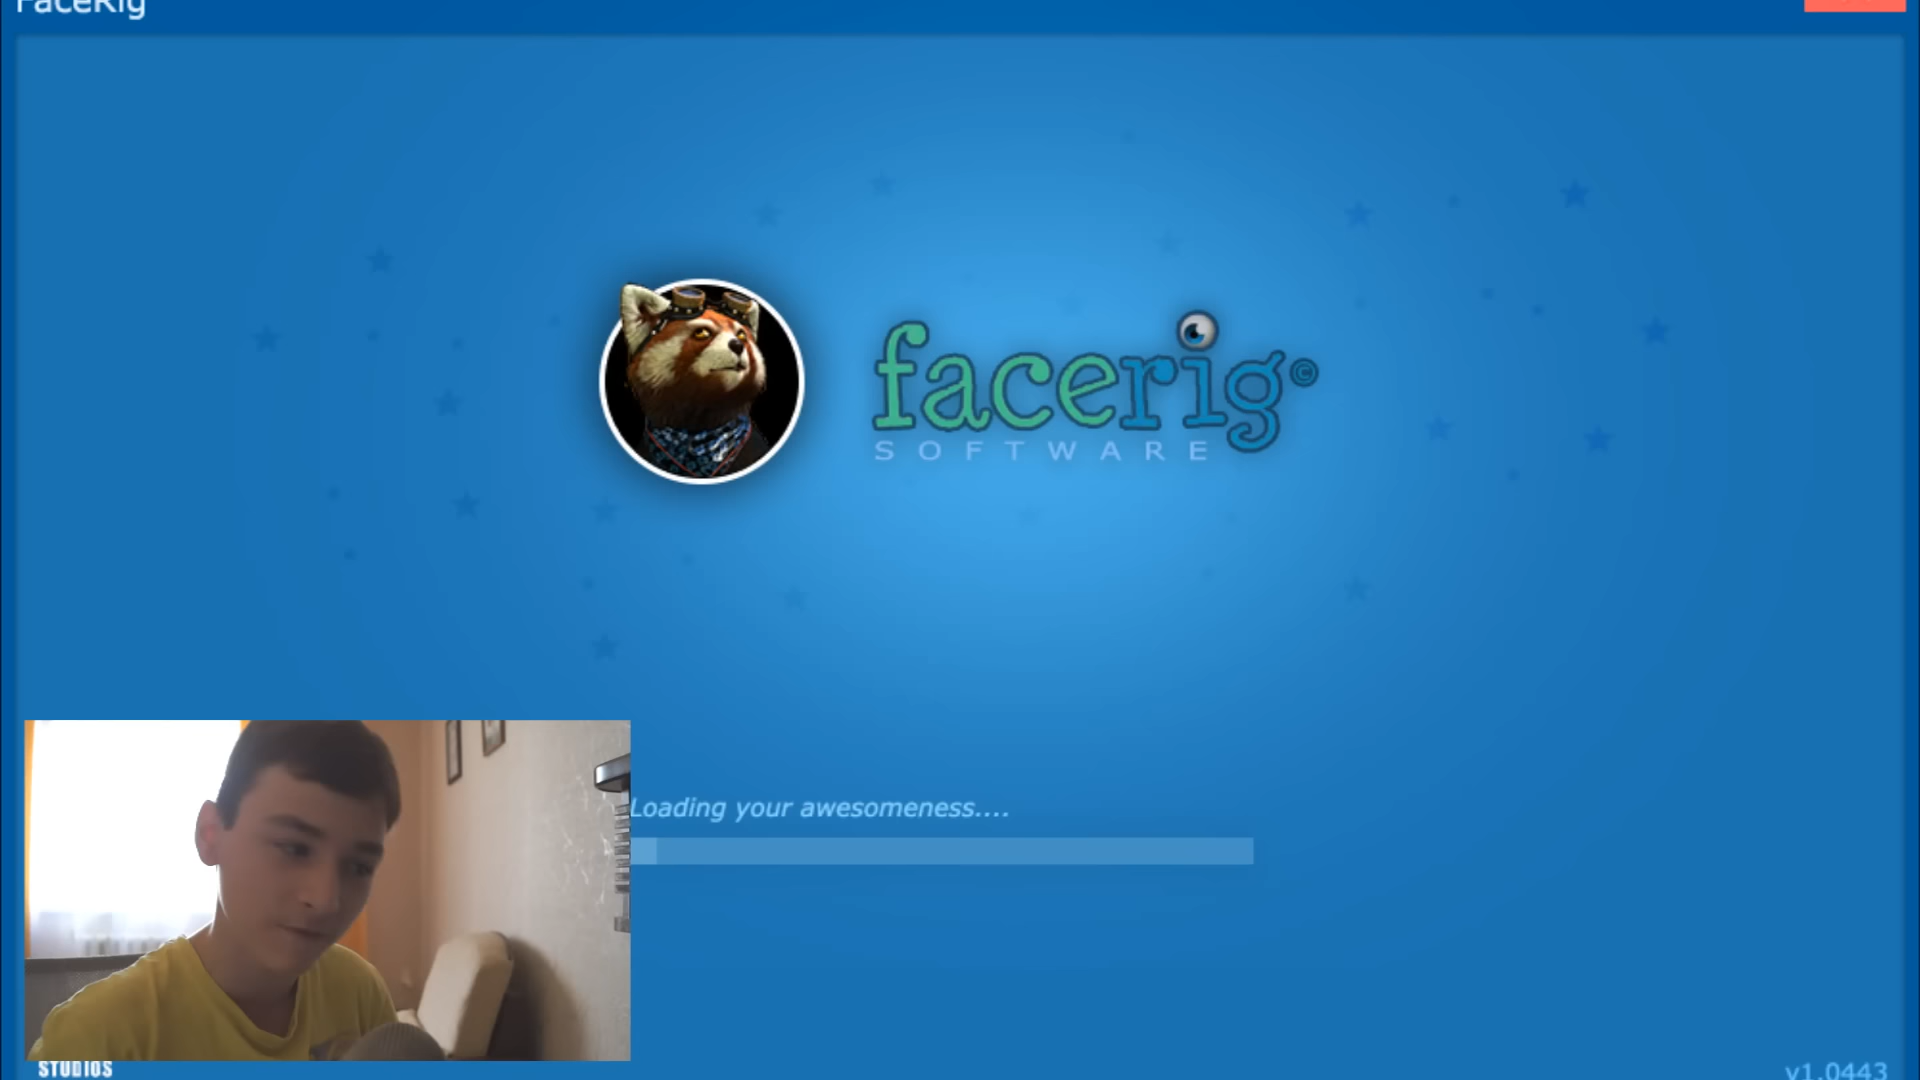 FaceRig
facerig©
SOFTWARE
Loading your awesomeness....
STUDIOS
v1.0443